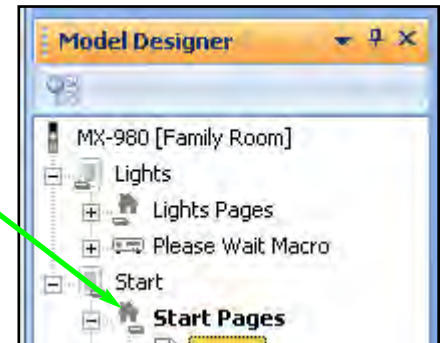 Model Designer
MX-980 [Family Room]
Lights
Lights Pages
Please Wait Macro
Start
Start Pages